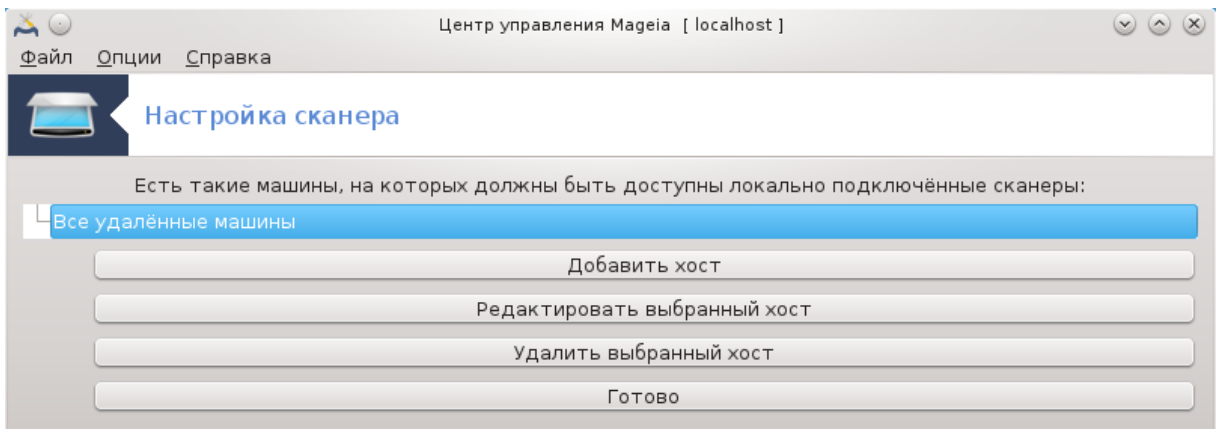 Центр управления Mageia [ localhost ]
Файл Опции Справка
Настройка сканера
Есть такие машины, на которых должны быть доступны локально подключённые сканеры:
Все удалённые машины
Добавить хост
Редактировать выбранный хост
Удалить выбранный хост
Готово